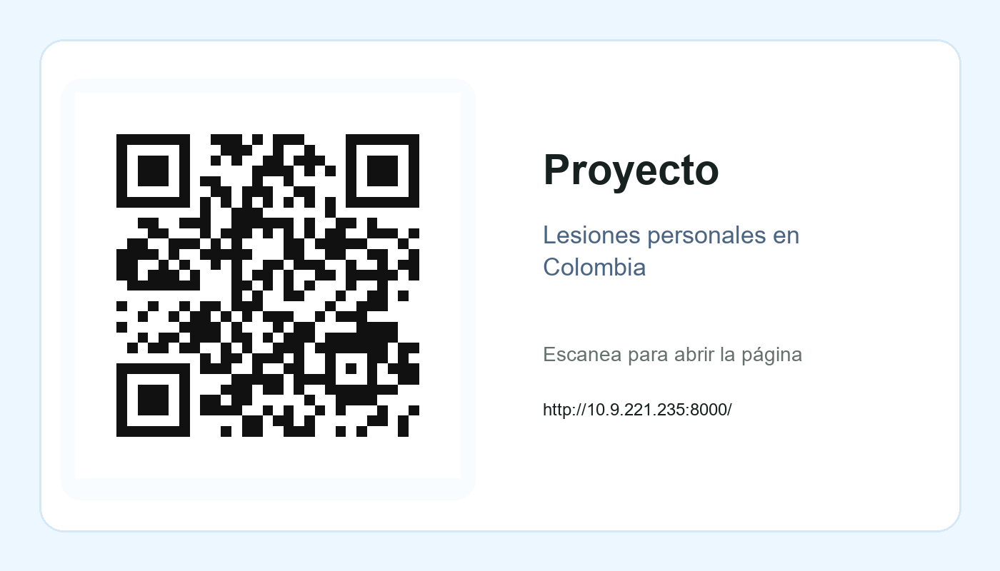 Proyecto
Lesiones personales en
Colombia
Escanea para abrir la página
http://10.9.221.235:8000/